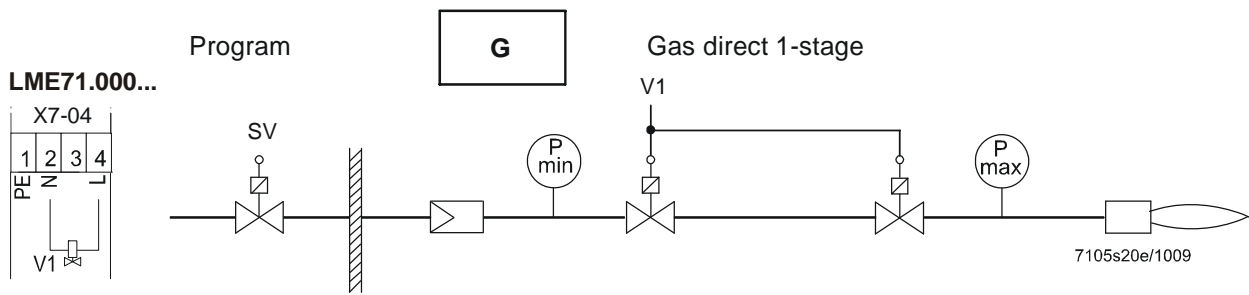 Program G Gas direct 1-stage
LME71.000...
X7-04
1 2 3 4
PE N L
V1
SV
P min
V1
P max
7105s20e/1009